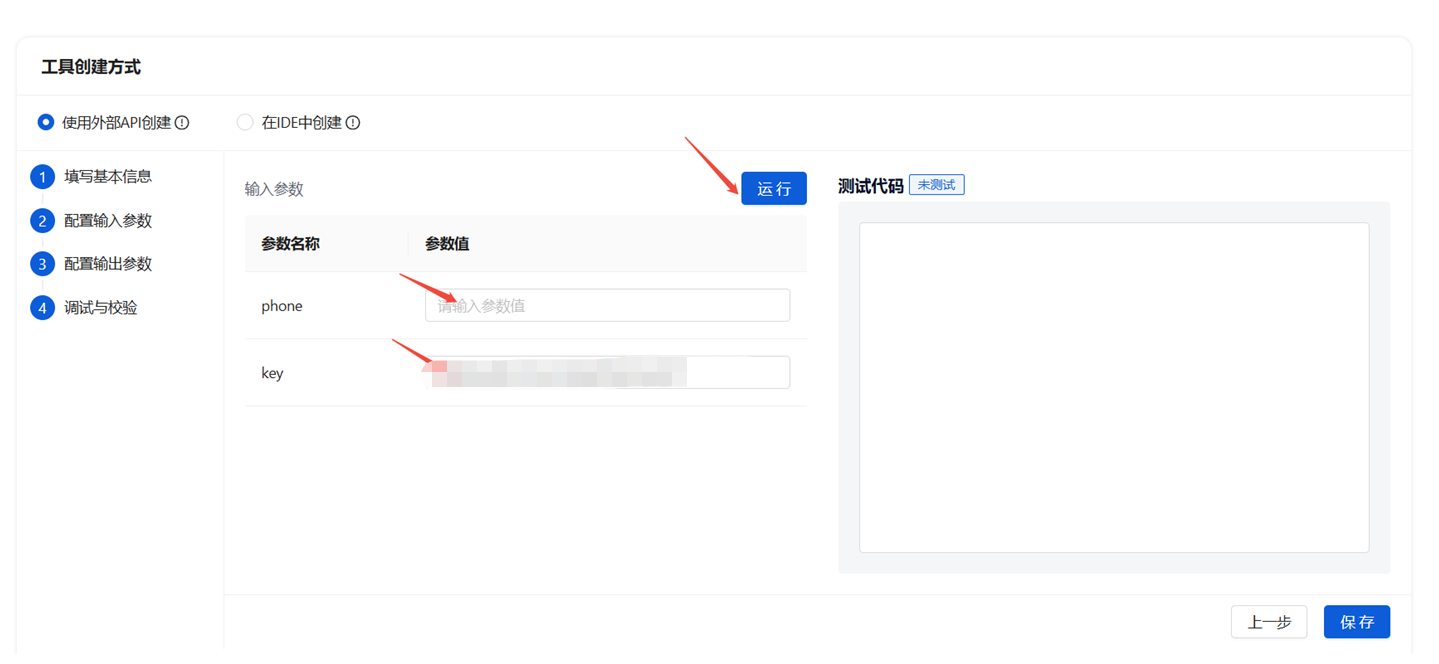 工具创建方式
使用外部API创建 在IDE中创建
1 填写基本信息
2 配置输入参数
3 配置输出参数
4 调试与校验
输入参数 运行
参数名称 参数值
phone 请输入参数值
key
测试代码 未测试
上一步 保存